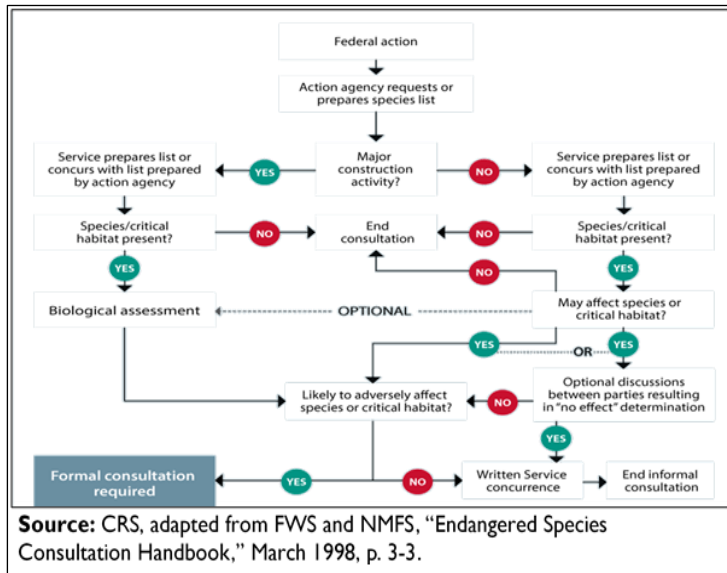 Federal action
Action agency requests or
prepares species list
Service prepares list or
concurs with list prepared
by action agency
YES
Major
construction
activity?
NO
Service prepares list or
concurs with list prepared
by action agency
Species/critical
habitat present?
NO
End
consultation
NO
Species/critical
habitat present?
YES
NO
YES
Biological assessment
OPTIONAL
May affect species or
critical habitat?
YES
OR
YES
Likely to adversely affect
species or critical habitat?
NO
Optional discussions
between parties resulting
in “no effect” determination
YES
Formal consultation
required
YES
NO
Written Service
concurrence
End informal
consultation
Source: CRS, adapted from FWS and NMFS, “Endangered Species
Consultation Handbook,” March 1998, p. 3-3.